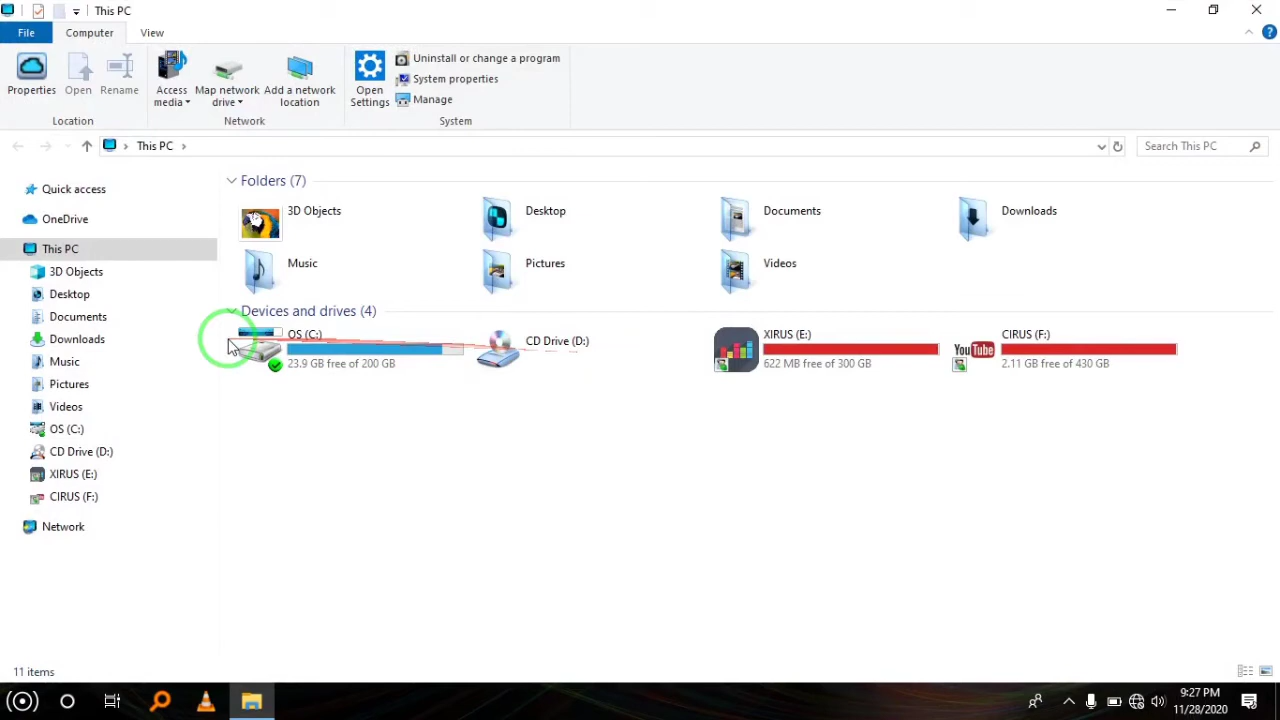 This PC
File Computer View
Properties Open Rename Access media Map network drive Add a network location Open Settings Uninstall or change a program
System properties
Manage
Location Network System
This PC
Search This PC
Quick access
OneDrive
This PC
3D Objects
Desktop
Documents
Downloads
Music
Pictures
Videos
OS (C:)
CD Drive (D:)
XIRUS (E:)
CIRUS (F:)
Network
Folders (7)
3D Objects Desktop Documents Downloads
Music Pictures Videos
Devices and drives (4)
OS (C:)
23.9 GB free of 200 GB
CD Drive (D:)
XIRUS (E:)
622 MB free of 300 GB
YouTube
CIRUS (F:)
2.11 GB free of 430 GB
11 items
9:27 PM
11/28/2020